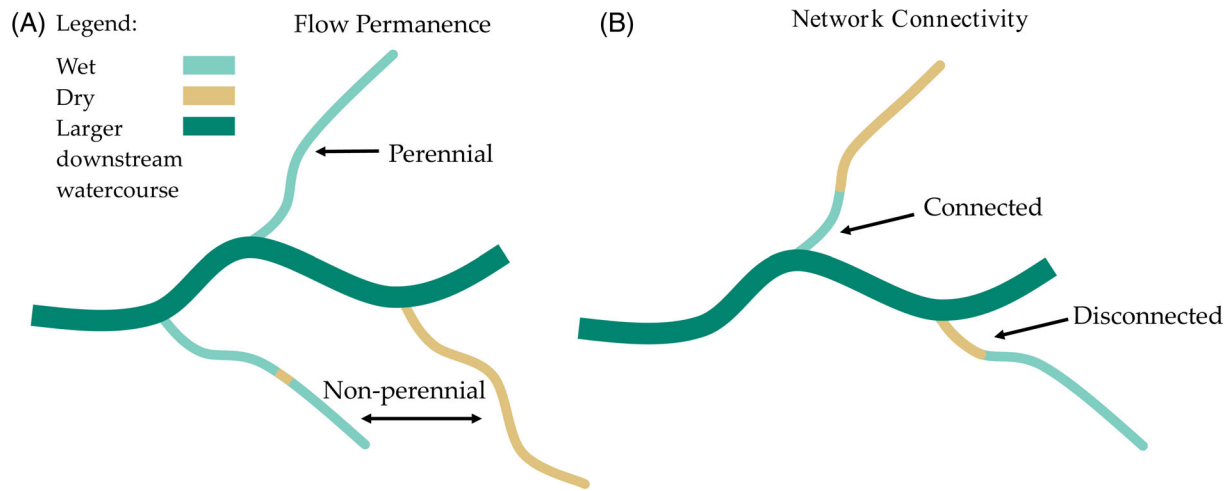 (A) Legend:
Flow Permanence
Wet
Dry
Larger
downstream
watercourse
Perennial
Non-perennial
(B)
Network Connectivity
Connected
Disconnected